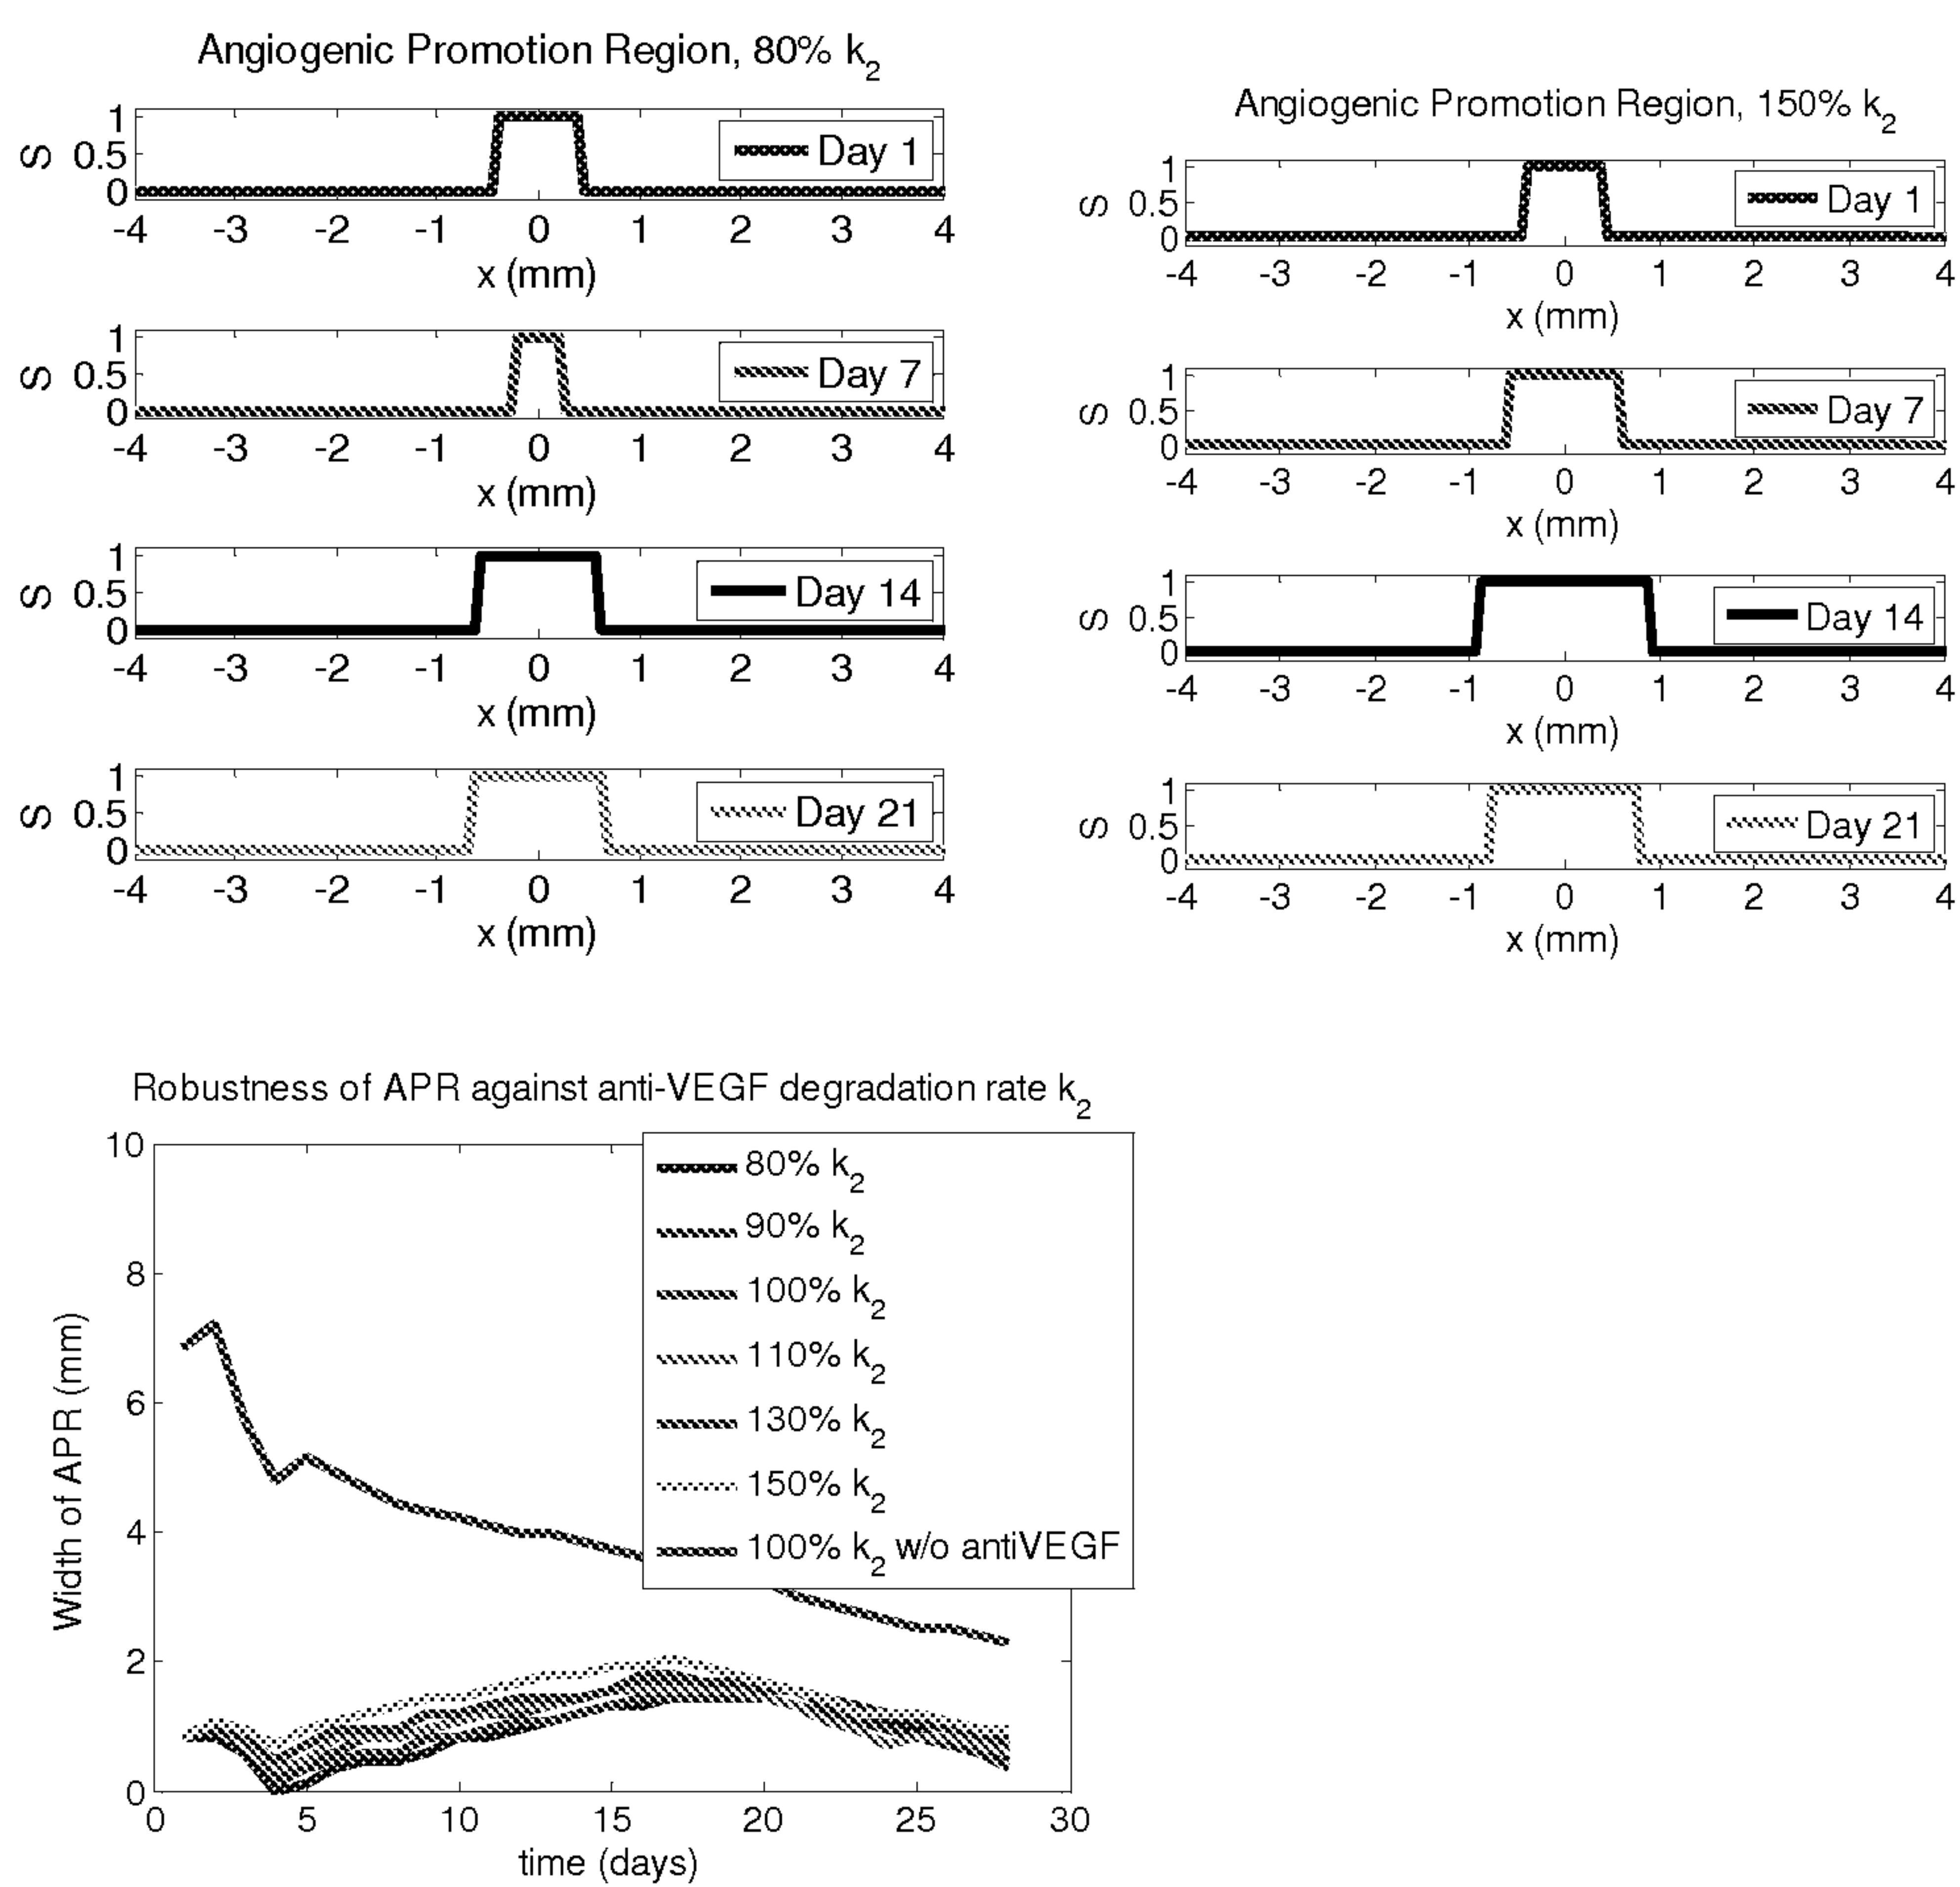 Angiogenic Promotion Region, 80% k2
S
1
0.5
0
Day 1
-4 -3 -2 -1 0 1 2 3 4
x (mm)
S
1
0.5
0
Day 7
-4 -3 -2 -1 0 1 2 3 4
x (mm)
S
1
0.5
0
Day 14
-4 -3 -2 -1 0 1 2 3 4
x (mm)
S
1
0.5
0
Day 21
-4 -3 -2 -1 0 1 2 3 4
x (mm)
Angiogenic Promotion Region, 150% k2
S
1
0.5
0
Day 1
-4 -3 -2 -1 0 1 2 3 4
x (mm)
S
1
0.5
0
Day 7
-4 -3 -2 -1 0 1 2 3 4
x (mm)
S
1
0.5
0
Day 14
-4 -3 -2 -1 0 1 2 3 4
x (mm)
S
1
0.5
0
Day 21
-4 -3 -2 -1 0 1 2 3 4
x (mm)
Robustness of APR against anti-VEGF degradation rate k2
Width of APR (mm)
10
8
6
4
2
0
80% k2
90% k2
100% k2
110% k2
130% k2
150% k2
100% k2 w/o antiVEGF
0 5 10 15 20 25 30
time (days)